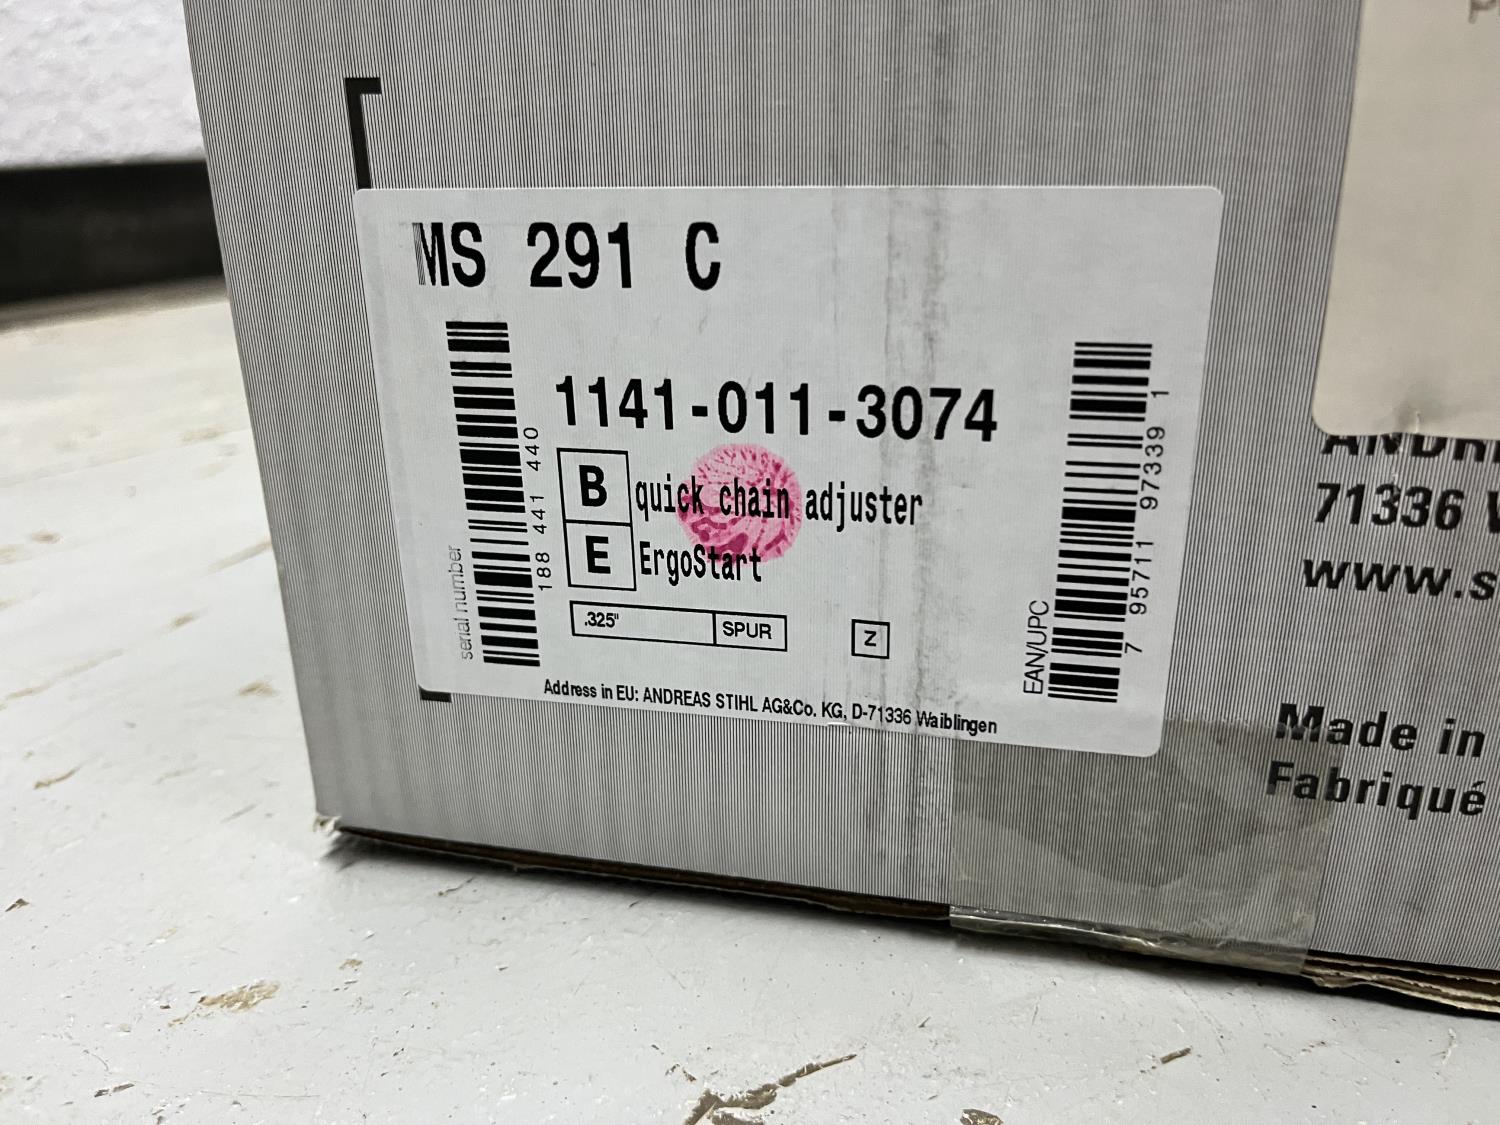 MS 291 C
1141-011-3074
B quick chain adjuster
E ErgoStart
.325" SPUR Z
serial number
188 441 440
EAN/UPC
7 95711 97339 1
Address in EU: ANDREAS STIHL AG&Co. KG, D-71336 Waiblingen
71336
www.s
Made in
Fabriqué